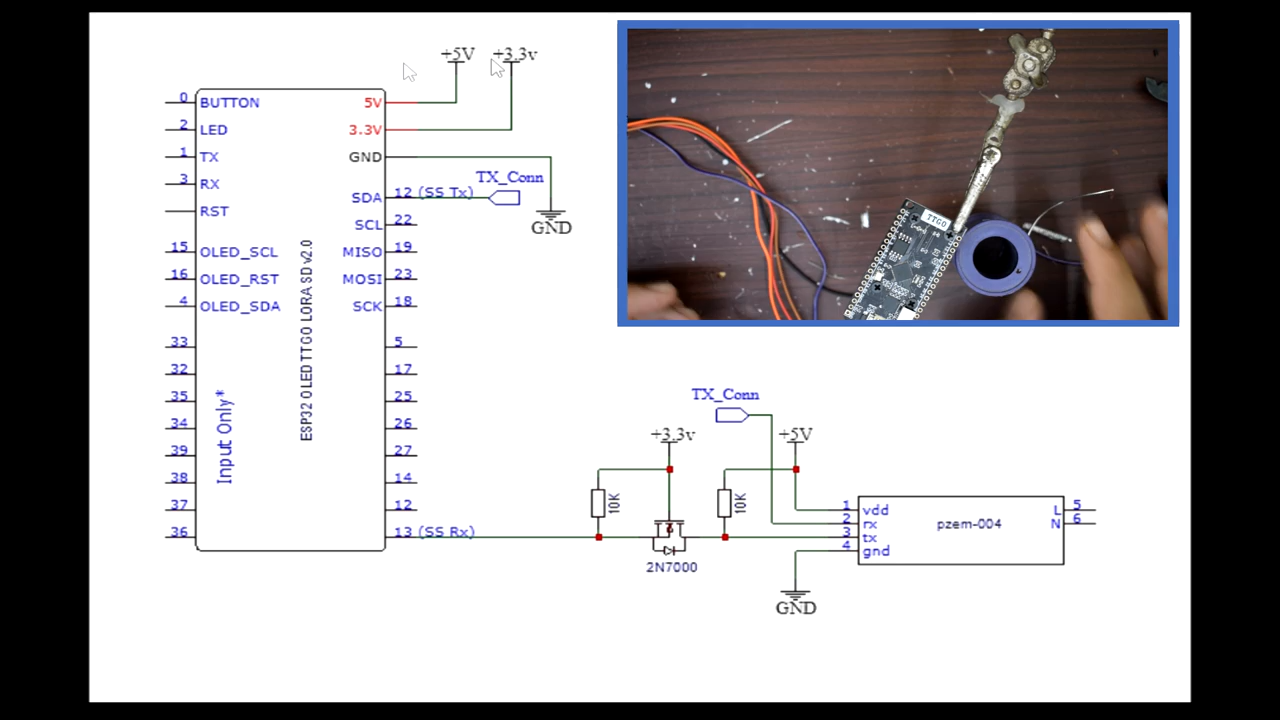 +5V
+3.3v
0
BUTTON
5V
2
LED
3.3V
1
TX
GND
3
RX
SDA
12 (SS Tx)
TX_Conn
RST
SCL
22
GND
15
OLED_SCL
MISO
19
16
OLED_RST
MOSI
23
4
OLED_SDA
SCK
18
ESP32 OLED TTGO LORA SD v2.0
TTGO
33
5
32
17
35
25
34
26
39
27
38
14
37
12
36
13 (SS Rx)
Input Only*
TX_Conn
+3.3v
+5V
10K
10K
2N7000
1
vdd
2
rx
3
tx
4
gnd
pzem-004
L
5
N
6
GND